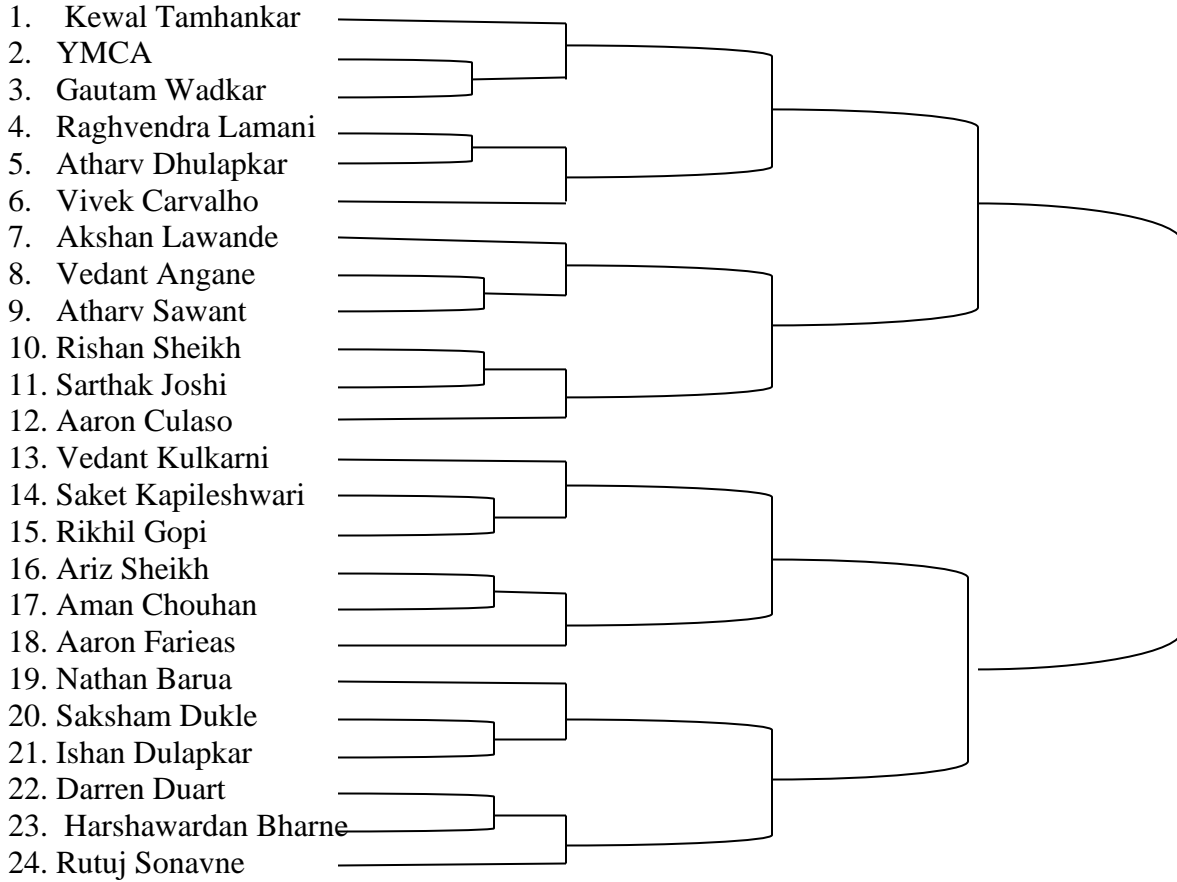 1. Kewal Tamhankar
2. YMCA
3. Gautam Wadkar
4. Raghvendra Lamani
5. Atharv Dhulapkar
6. Vivek Carvalho
7. Akshan Lawande
8. Vedant Angane
9. Atharv Sawant
10. Rishan Sheikh
11. Sarthak Joshi
12. Aaron Culaso
13. Vedant Kulkarni
14. Saket Kapileshwari
15. Rikhil Gopi
16. Ariz Sheikh
17. Aman Chouhan
18. Aaron Farieas
19. Nathan Barua
20. Saksham Dukle
21. Ishan Dulapkar
22. Darren Duart
23. Harshawardan Bharne
24. Rutuj Sonavne